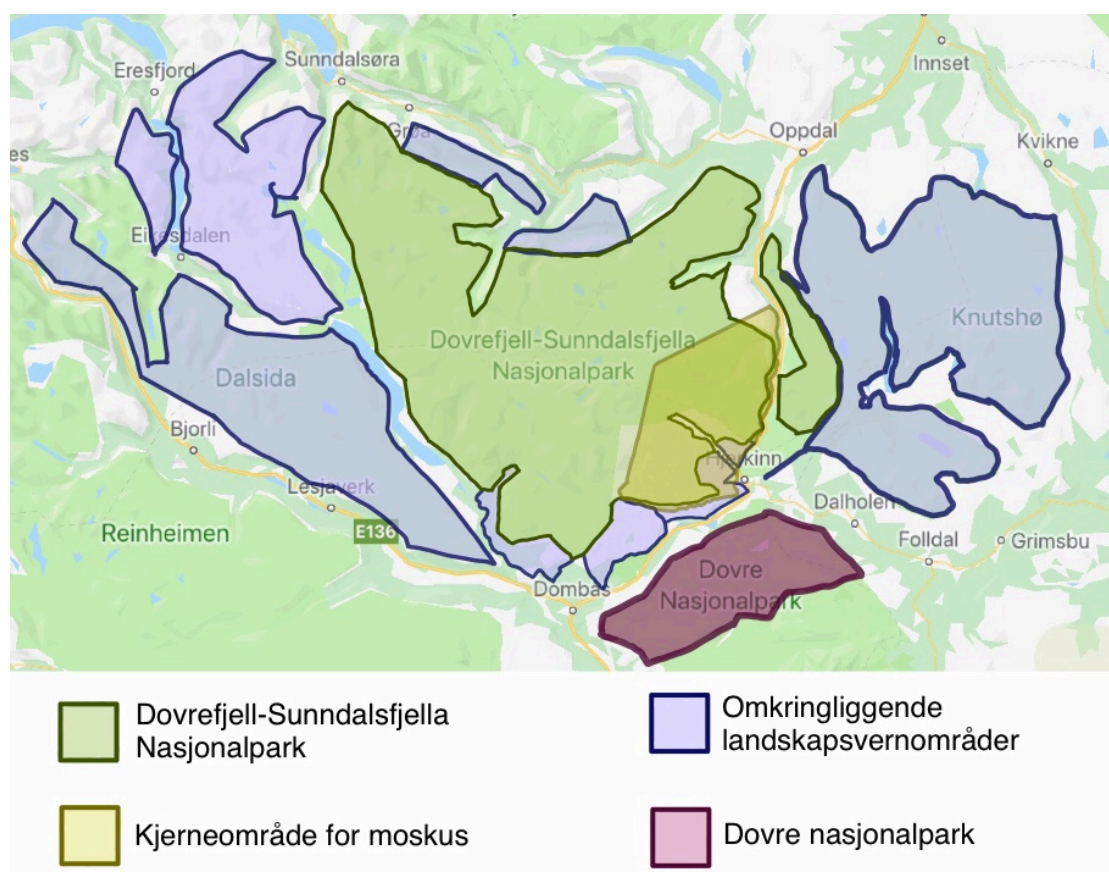 Sunndalsøra
Eresfjord
Innset
Grøa
Oppdal
Kvikne
es
Eikesdalen
Knutshø
Dovrefjell-Sunndalsfjella
Nasjonalpark
Dalsida
Bjorli
Hjerkinn
Lesjaverk
Dalholen
Reinheimen
E136
Folldal
Grimsbu
Dovre
Nasjonalpark
Dombås
Dovrefjell-Sunndalsfjella
Nasjonalpark
Omkringliggende
landskapsvernområder
Kjerneområde for moskus
Dovre nasjonalpark